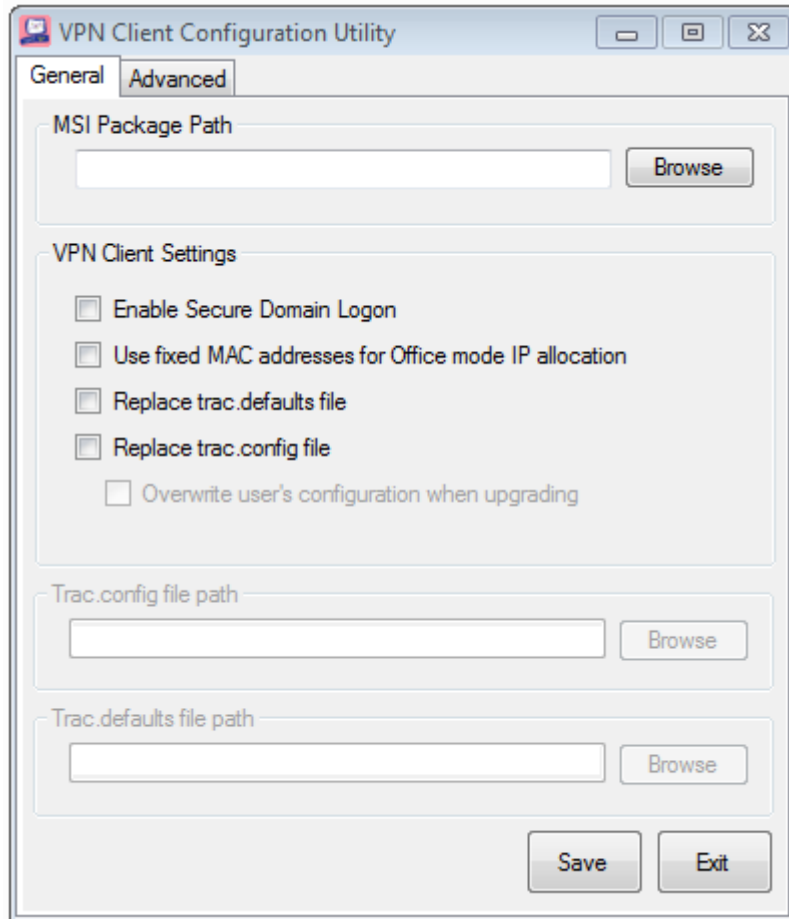 VPN Client Configuration Utility
General Advanced
MSI Package Path
Browse
VPN Client Settings
Enable Secure Domain Logon
Use fixed MAC addresses for Office mode IP allocation
Replace trac.defaults file
Replace trac.config file
Overwrite user's configuration when upgrading
Trac.config file path
Browse
Trac.defaults file path
Browse
Save Exit